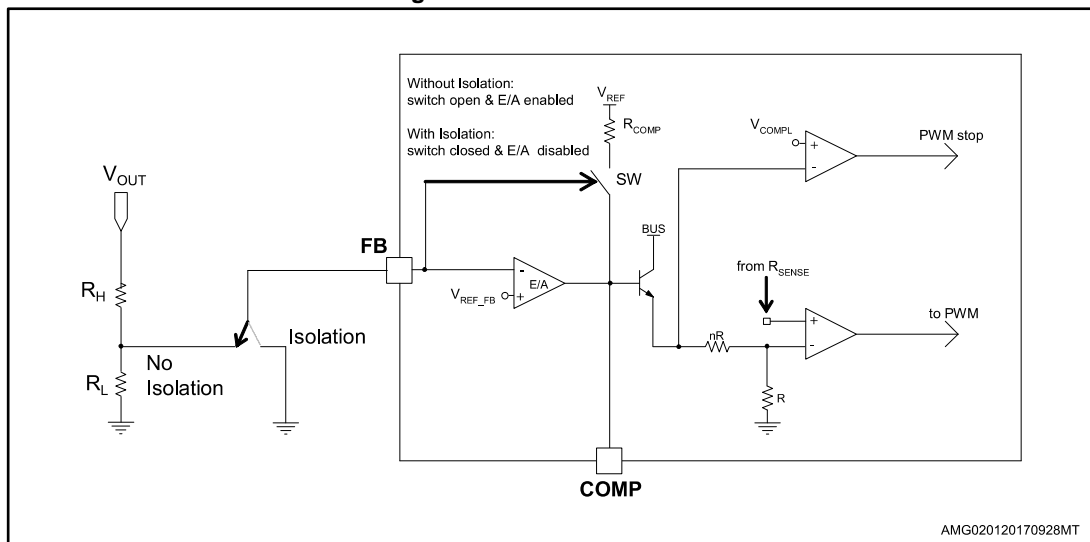 g
Without Isolation:
switch open & E/A enabled
With Isolation:
switch closed & E/A disabled
VREF
RCOMP
SW
VCOMPL
+
-
PWM stop
VOUT
FB
BUS
-
E/A
+
VREF_FB
from RSENSE
+
-
to PWM
RH
Isolation
No
Isolation
RL
nR
R
COMP
AMG020120170928MT